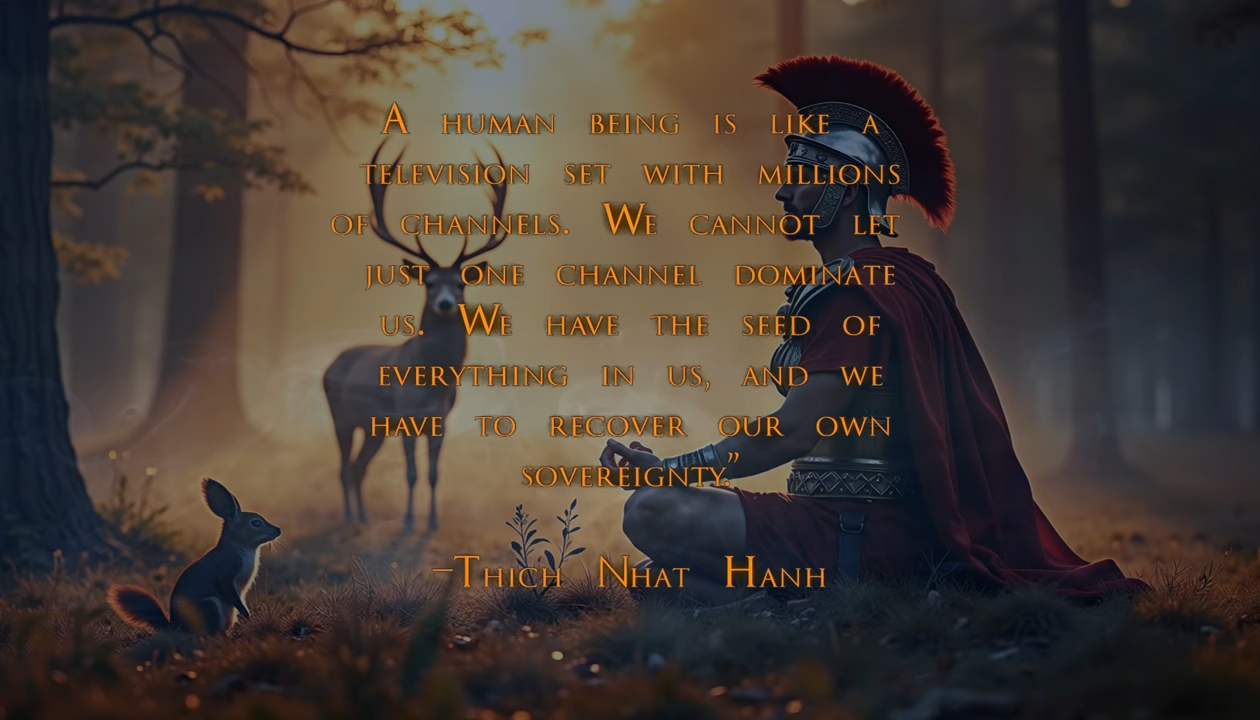 A human being is like a
television set with millions
of channels. We cannot let
just one channel dominate
us. We have the seed of
everything in us, and we
have to recover our own
sovereignty.”
–Thich Nhat Hanh